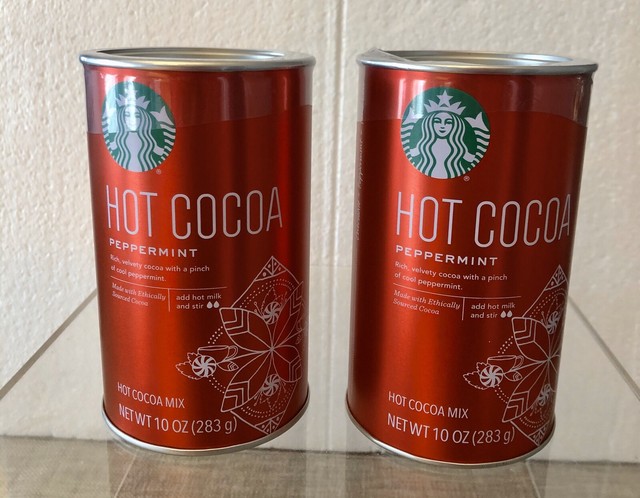 HOT COCOA
PEPPERMINT
Rich, velvety cocoa with a pinch
of cool peppermint.
Made with Ethically
Sourced Cocoa
add hot milk
and stir
HOT COCOA MIX
NET WT 10 OZ (283 g)
HOT COCOA
PEPPERMINT
Rich, velvety cocoa with a pinch
of cool peppermint.
Made with Ethically
Sourced Cocoa
add hot milk
and stir
HOT COCOA MIX
NET WT 10 OZ (283 g)